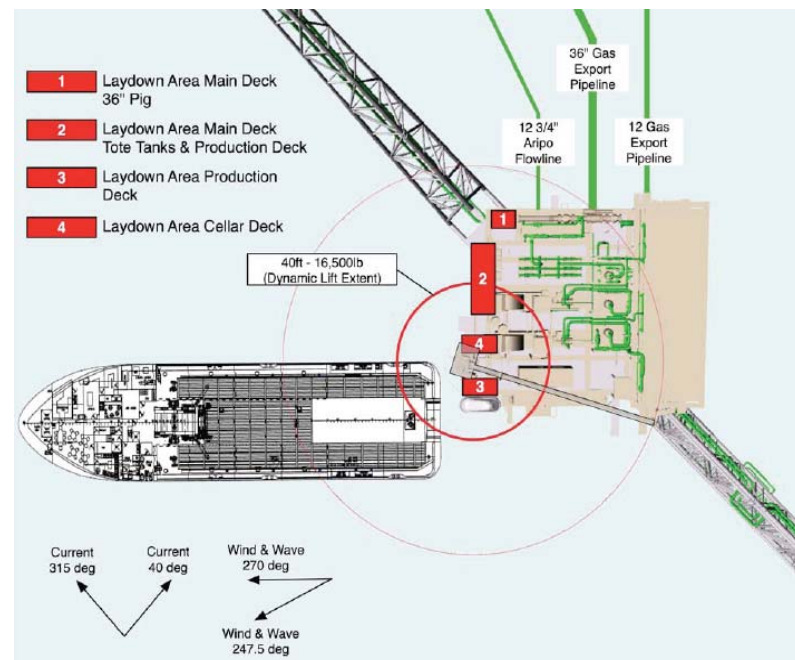 1 Laydown Area Main Deck
36" Pig
2 Laydown Area Main Deck
Tote Tanks & Production Deck
3 Laydown Area Production
Deck
4 Laydown Area Cellar Deck
36" Gas
Export
Pipeline
12 3/4"
Aripo
Flowline
12 Gas
Export
Pipeline
40ft - 16,500lb
(Dynamic Lift Extent)
1
2
4
3
Current
315 deg
Current
40 deg
Wind & Wave
270 deg
Wind & Wave
247.5 deg